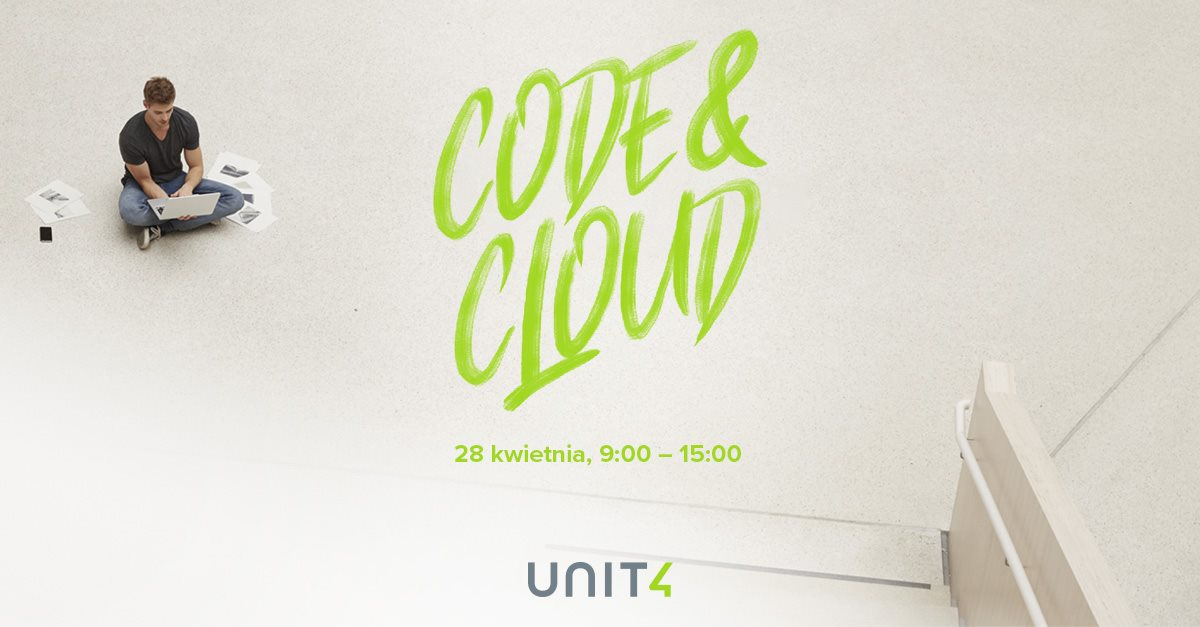 CODE &
CLOUD
28 kwietnia, 9:00 – 15:00
UNIT4